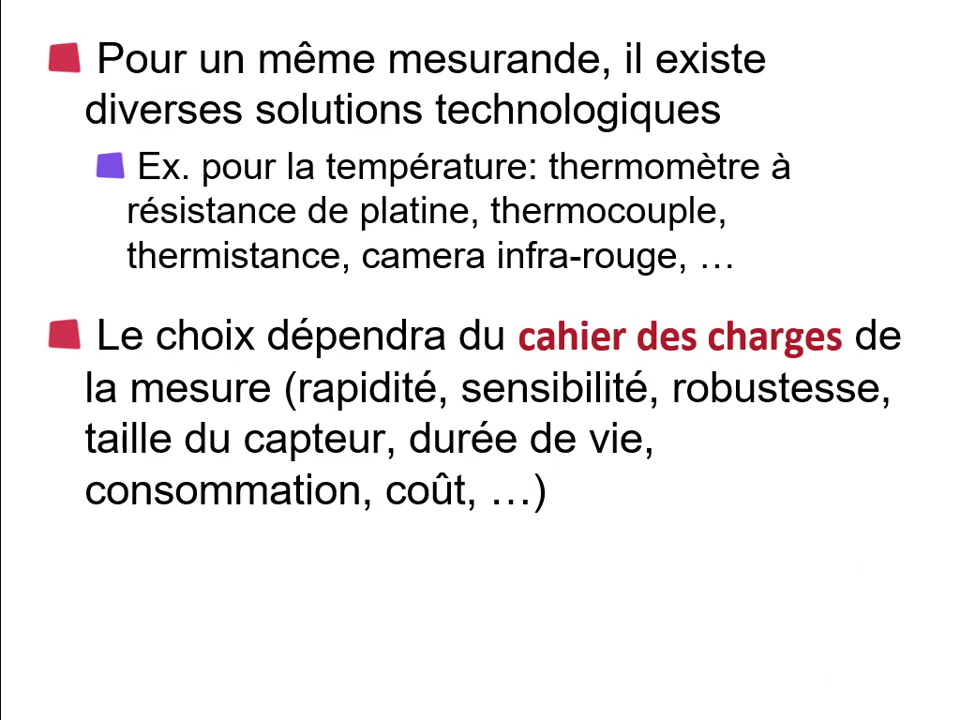 Pour un même mesurande, il existe
diverses solutions technologiques
Ex. pour la température: thermomètre à
résistance de platine, thermocouple,
thermistance, camera infra-rouge, …
Le choix dépendra du cahier des charges de
la mesure (rapidité, sensibilité, robustesse,
taille du capteur, durée de vie,
consommation, coût, …)